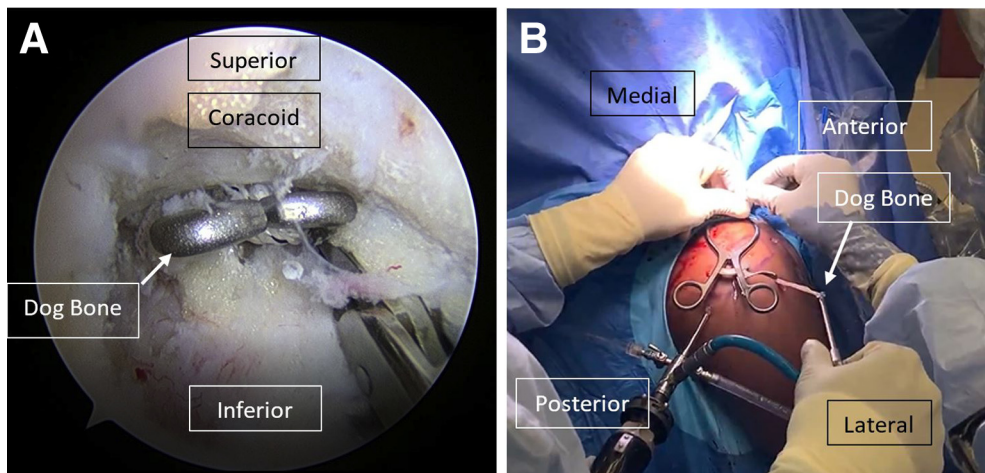 A
Superior
Coracoid
Dog Bone
Inferior
B
Medial
Anterior
Dog Bone
Posterior
Lateral